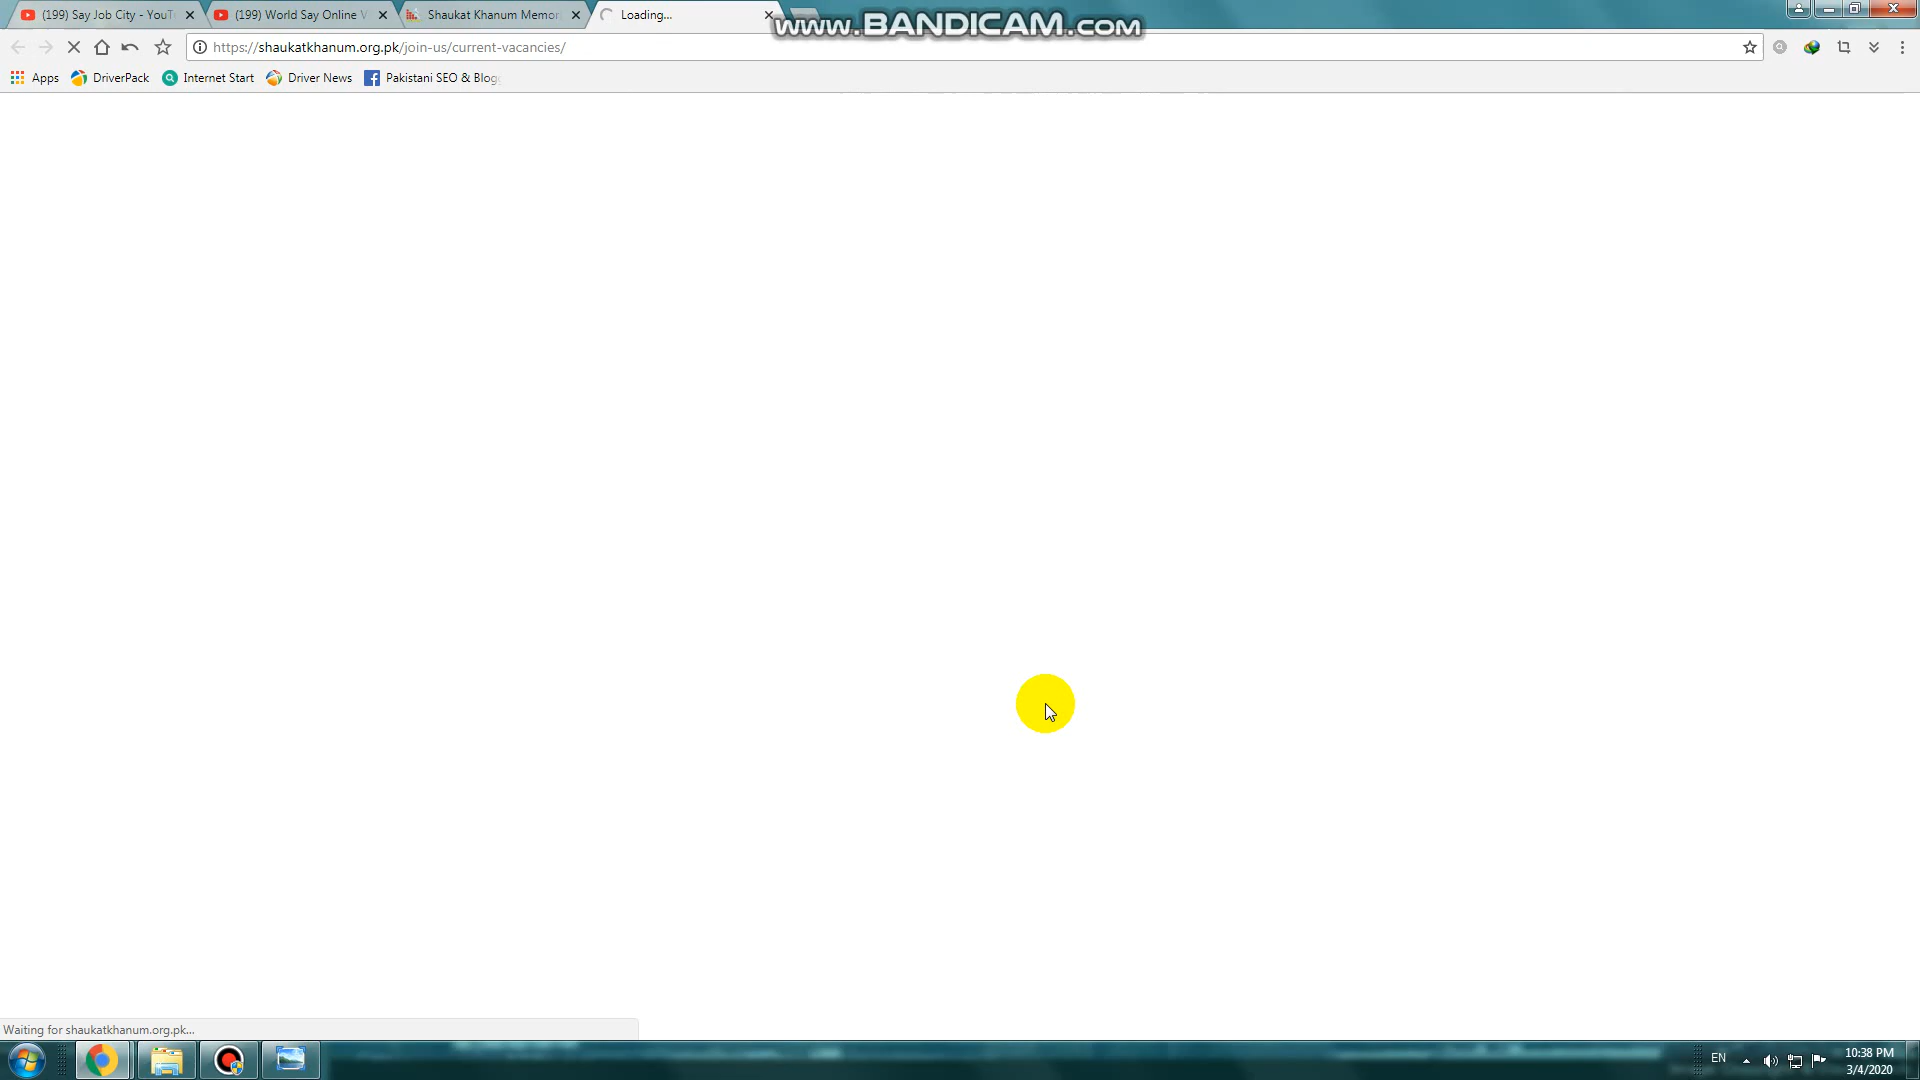 (199) Say Job City - YouT
(199) World Say Online V
Shaukat Khanum Memor
Loading...
www.BANDICAM.com
https://shaukatkhanum.org.pk/join-us/current-vacancies/
Apps
DriverPack
Internet Start
Driver News
Pakistani SEO & Blog
Waiting for shaukatkhanum.org.pk...
EN
10:38 PM
3/4/2020